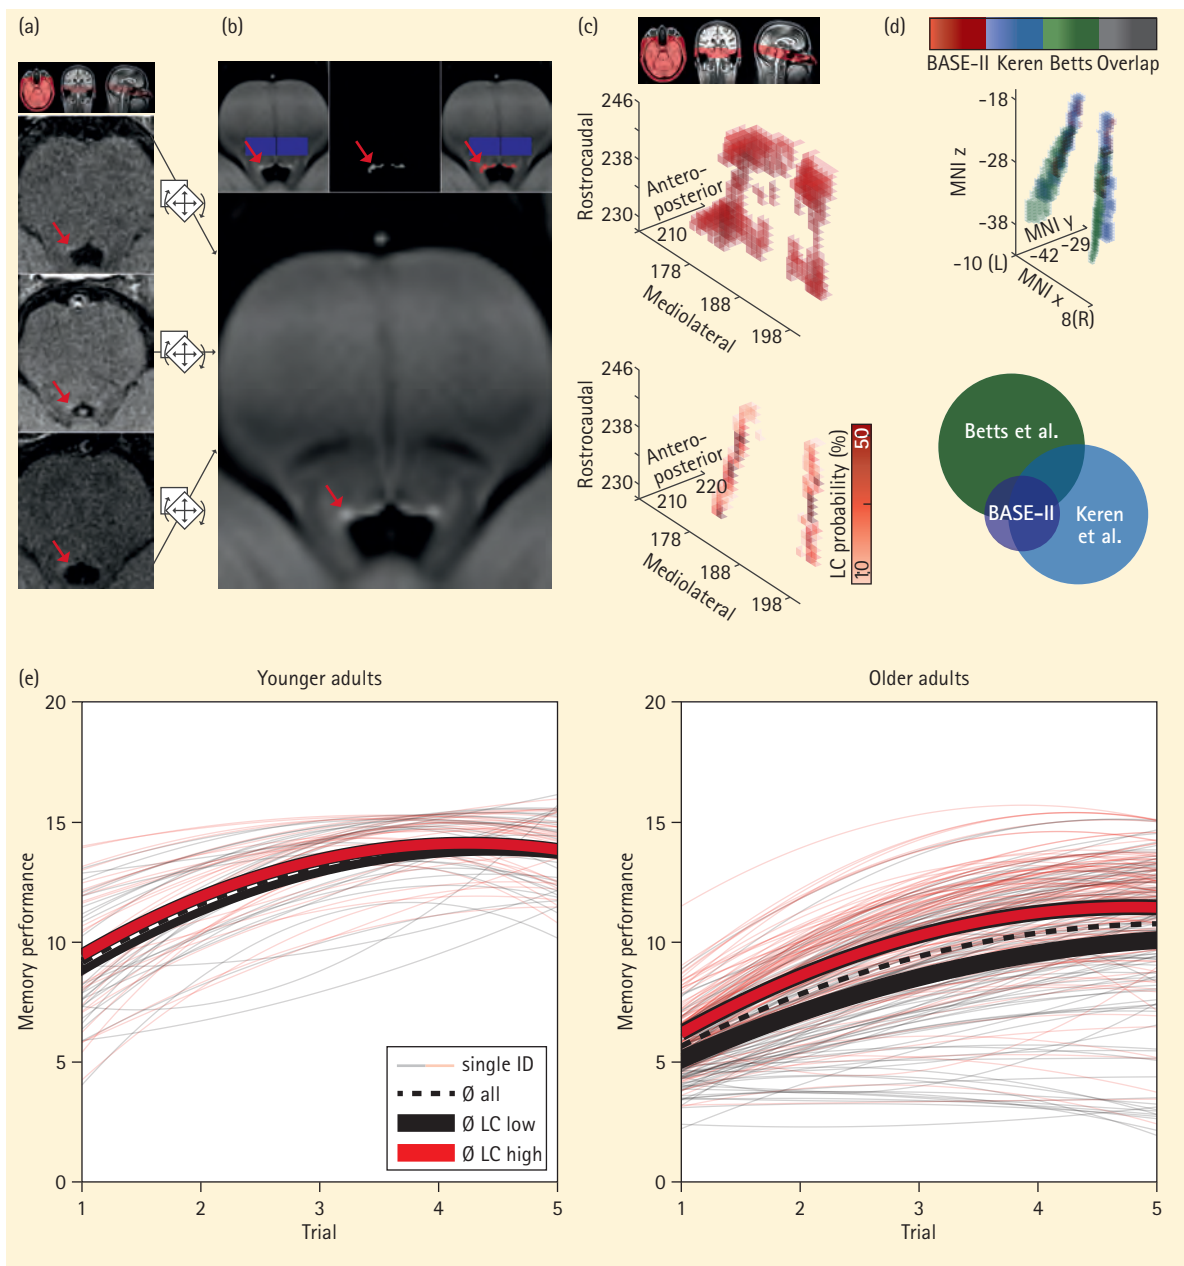 (a)
(b)
(c)
246
238
230
Rostrocaudal
Antero-
posterior
210
178
188
198
Mediolateral
246
238
230
Rostrocaudal
Antero-
posterior
220
210
178
188
198
Mediolateral
LC probability (%)
50
10
(d)
BASE-II Keren Betts Overlap
-18
-28
-38
MNI z
MNI y
-29
-42
-10 (L)
MNI x
8(R)
Betts et al.
BASE-II
Keren
et al.
(e)
Younger adults
20
15
10
5
0
Memory performance
1 2 3 4 5
Trial
single ID
Ø all
Ø LC low
Ø LC high
Older adults
20
15
10
5
0
Memory performance
1 2 3 4 5
Trial